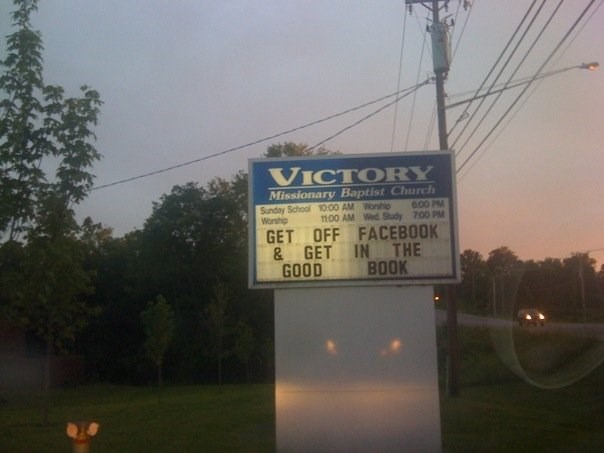 VICTORY
Missionary Baptist Church
Sunday School 10:00 AM Worship 6:00 PM
Worship 11:00 AM Wed. Study 7:00 PM
GET OFF FACEBOOK
& GET IN THE
GOOD BOOK